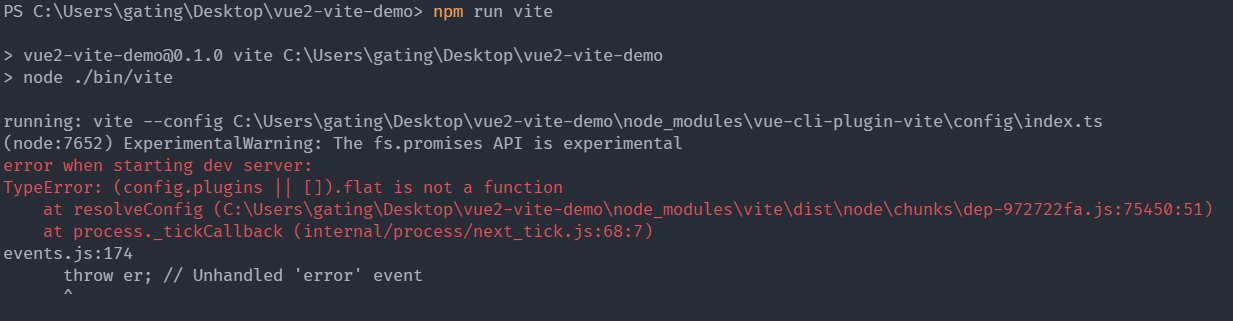 PS C:\Users\gating\Desktop\vue2-vite-demo> npm run vite
> vue2-vite-demo@0.1.0 vite C:\Users\gating\Desktop\vue2-vite-demo
> node ./bin/vite
running: vite --config C:\Users\gating\Desktop\vue2-vite-demo\node_modules\vue-cli-plugin-vite\config\index.ts
(node:7652) ExperimentalWarning: The fs.promises API is experimental
error when starting dev server:
TypeError: (config.plugins || []).flat is not a function
    at resolveConfig (C:\Users\gating\Desktop\vue2-vite-demo\node_modules\vite\dist\node\chunks\dep-972722fa.js:75450:51)
    at process._tickCallback (internal/process/next_tick.js:68:7)
events.js:174
      throw er; // Unhandled 'error' event
      ^